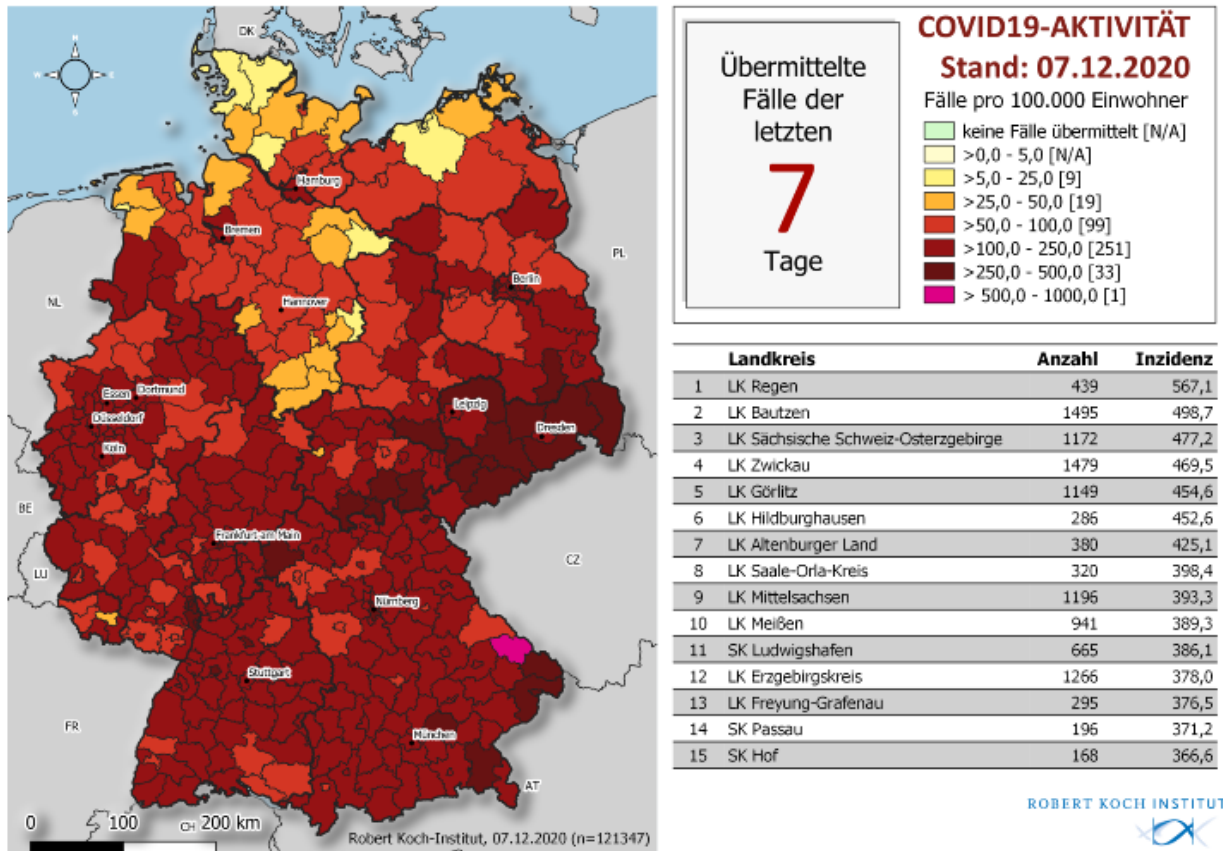 DK
NL
BE
LU
FR
CH
AT
CZ
PL
Hamburg
Bremen
Berlin
Hannover
Essen
Dortmund
Düsseldorf
Köln
Leipzig
Dresden
Frankfurt am Main
Nürnberg
Stuttgart
München
0 100 200 km
Robert Koch-Institut, 07.12.2020 (n=121347)
Übermittelte
Fälle der
letzten
7
Tage
COVID19-AKTIVITÄT
Stand: 07.12.2020
Fälle pro 100.000 Einwohner
keine Fälle übermittelt [N/A]
>0,0 - 5,0 [N/A]
>5,0 - 25,0 [9]
>25,0 - 50,0 [19]
>50,0 - 100,0 [99]
>100,0 - 250,0 [251]
>250,0 - 500,0 [33]
> 500,0 - 1000,0 [1]
Landkreis Anzahl Inzidenz
1 LK Regen 439 567,1
2 LK Bautzen 1495 498,7
3 LK Sächsische Schweiz-Osterzgebirge 1172 477,2
4 LK Zwickau 1479 469,5
5 LK Görlitz 1149 454,6
6 LK Hildburghausen 286 452,6
7 LK Altenburger Land 380 425,1
8 LK Saale-Orla-Kreis 320 398,4
9 LK Mittelsachsen 1196 393,3
10 LK Meißen 941 389,3
11 SK Ludwigshafen 665 386,1
12 LK Erzgebirgskreis 1266 378,0
13 LK Freyung-Grafenau 295 376,5
14 SK Passau 196 371,2
15 SK Hof 168 366,6
ROBERT KOCH INSTITUT